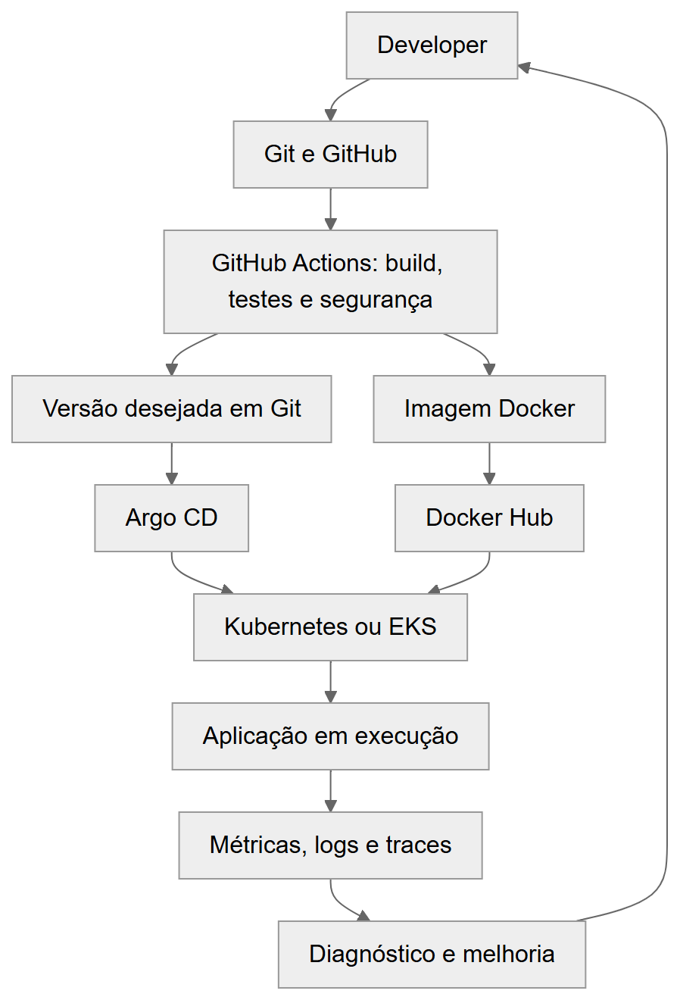 Developer
Git e GitHub
GitHub Actions: build,
testes e segurança
Versão desejada em Git
Imagem Docker
Argo CD
Docker Hub
Kubernetes ou EKS
Aplicação em execução
Métricas, logs e traces
Diagnóstico e melhoria